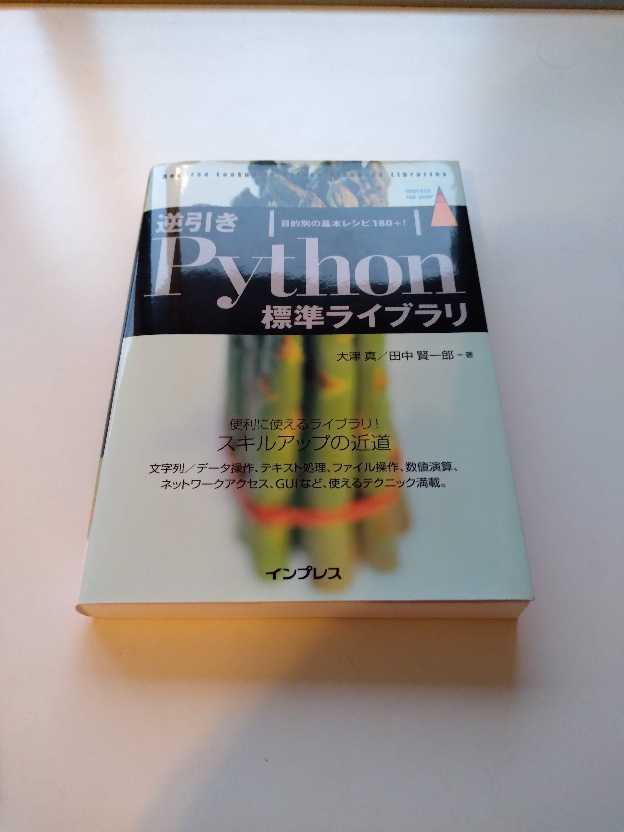 逆引き
目的別の基本レシピ180+!
Python
標準ライブラリ
大津 真/田中 賢一郎=著
便利に使えるライブラリ!
スキルアップの近道
文字列/データ操作、テキスト処理、ファイル操作、数値演算、
ネットワークアクセス、GUIなど、使えるテクニック満載。
インプレス